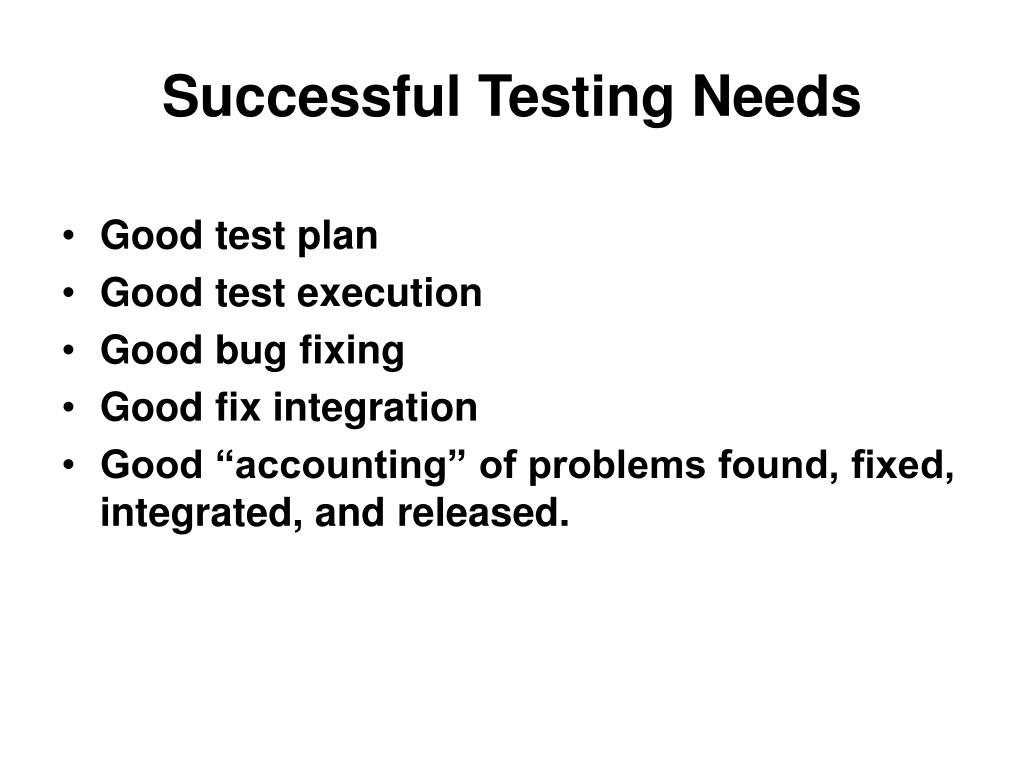 Successful Testing Needs
• Good test plan
• Good test execution
• Good bug fixing
• Good fix integration
• Good “accounting” of problems found, fixed,
integrated, and released.